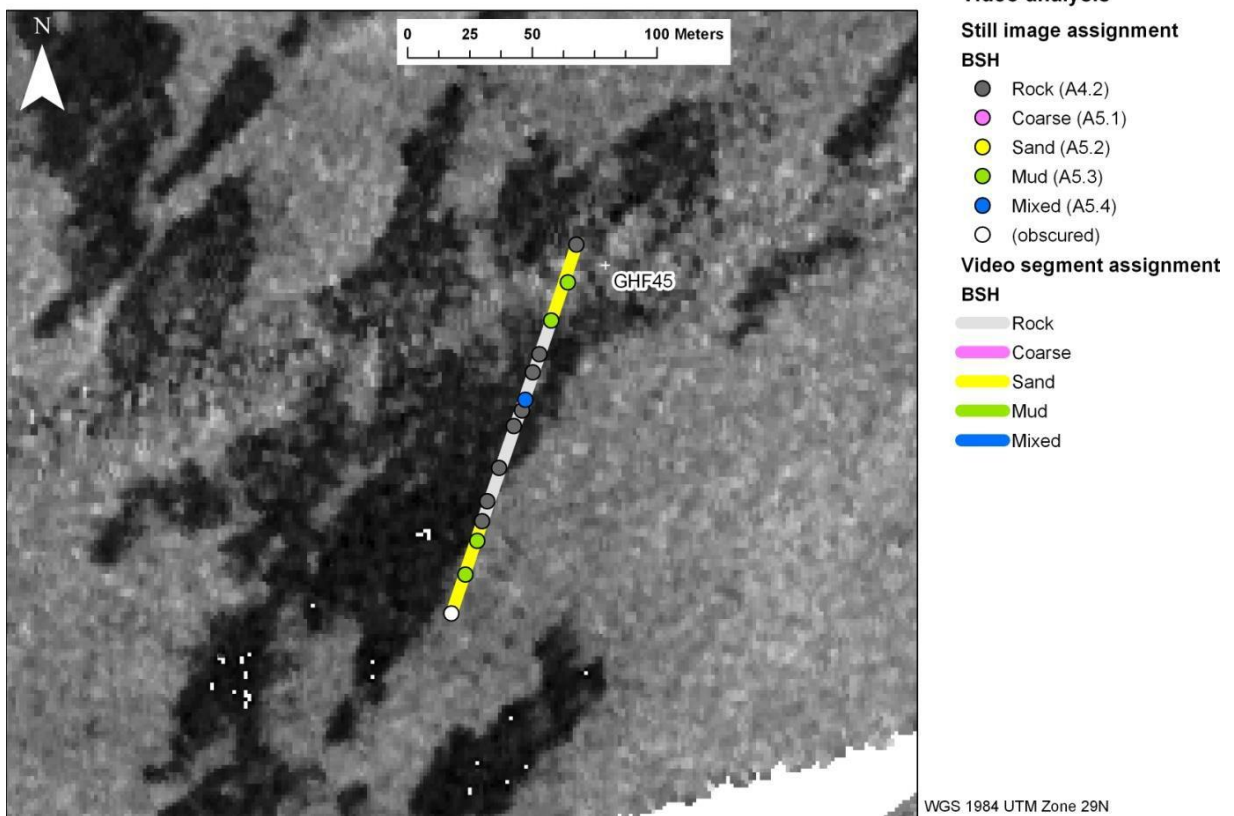 Video analysis
N
0 25 50 100 Meters
GHF45
Still image assignment
BSH
Rock (A4.2)
Coarse (A5.1)
Sand (A5.2)
Mud (A5.3)
Mixed (A5.4)
(obscured)
Video segment assignment
BSH
Rock
Coarse
Sand
Mud
Mixed
WGS 1984 UTM Zone 29N